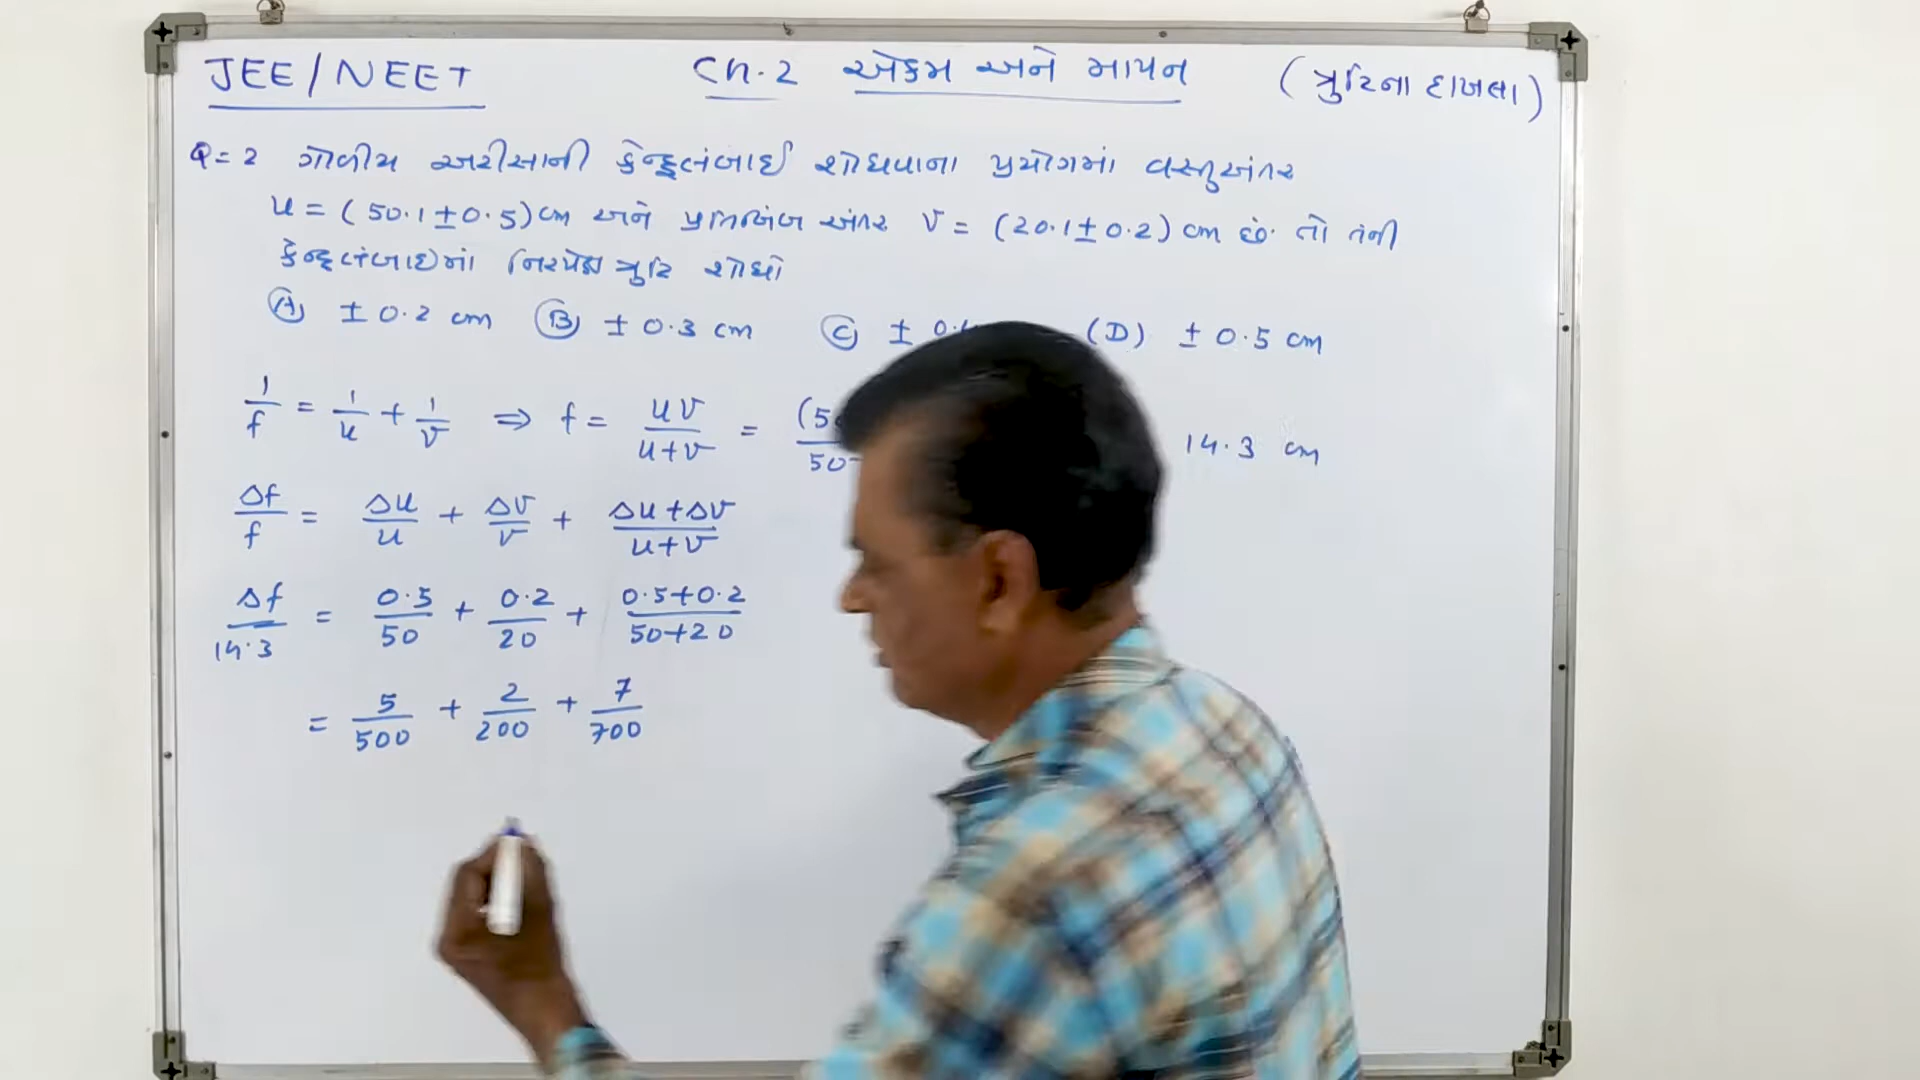 JEE/NEET Ch.2 એકમ અને માપન (ત્રુટિના દાખલા)
Q=2 ગોલીય અરીસાની કેન્દ્રલંબાઈ શોધવાના પ્રયોગમાં વસ્તુઅંતર
u = (50.1±0.5)cm અને પ્રતિબિંબ અંતર v = (20.1±0.2) cm છે. તો તેની
કેન્દ્રલંબાઇમાં નિરપેક્ષ ત્રુટિ શોધો
(A) ± 0.2 cm (B) ± 0.3 cm (C) ± (D) ± 0.5 cm
1/f = 1/u + 1/v ⇒ f = uv/(u+v) = 14.3 cm
Δf/f = Δu/u + Δv/v + (Δu+Δv)/(u+v)
Δf/14.3 = 0.5/50 + 0.2/20 + (0.5+0.2)/(50+20)
= 5/500 + 2/200 + 7/700